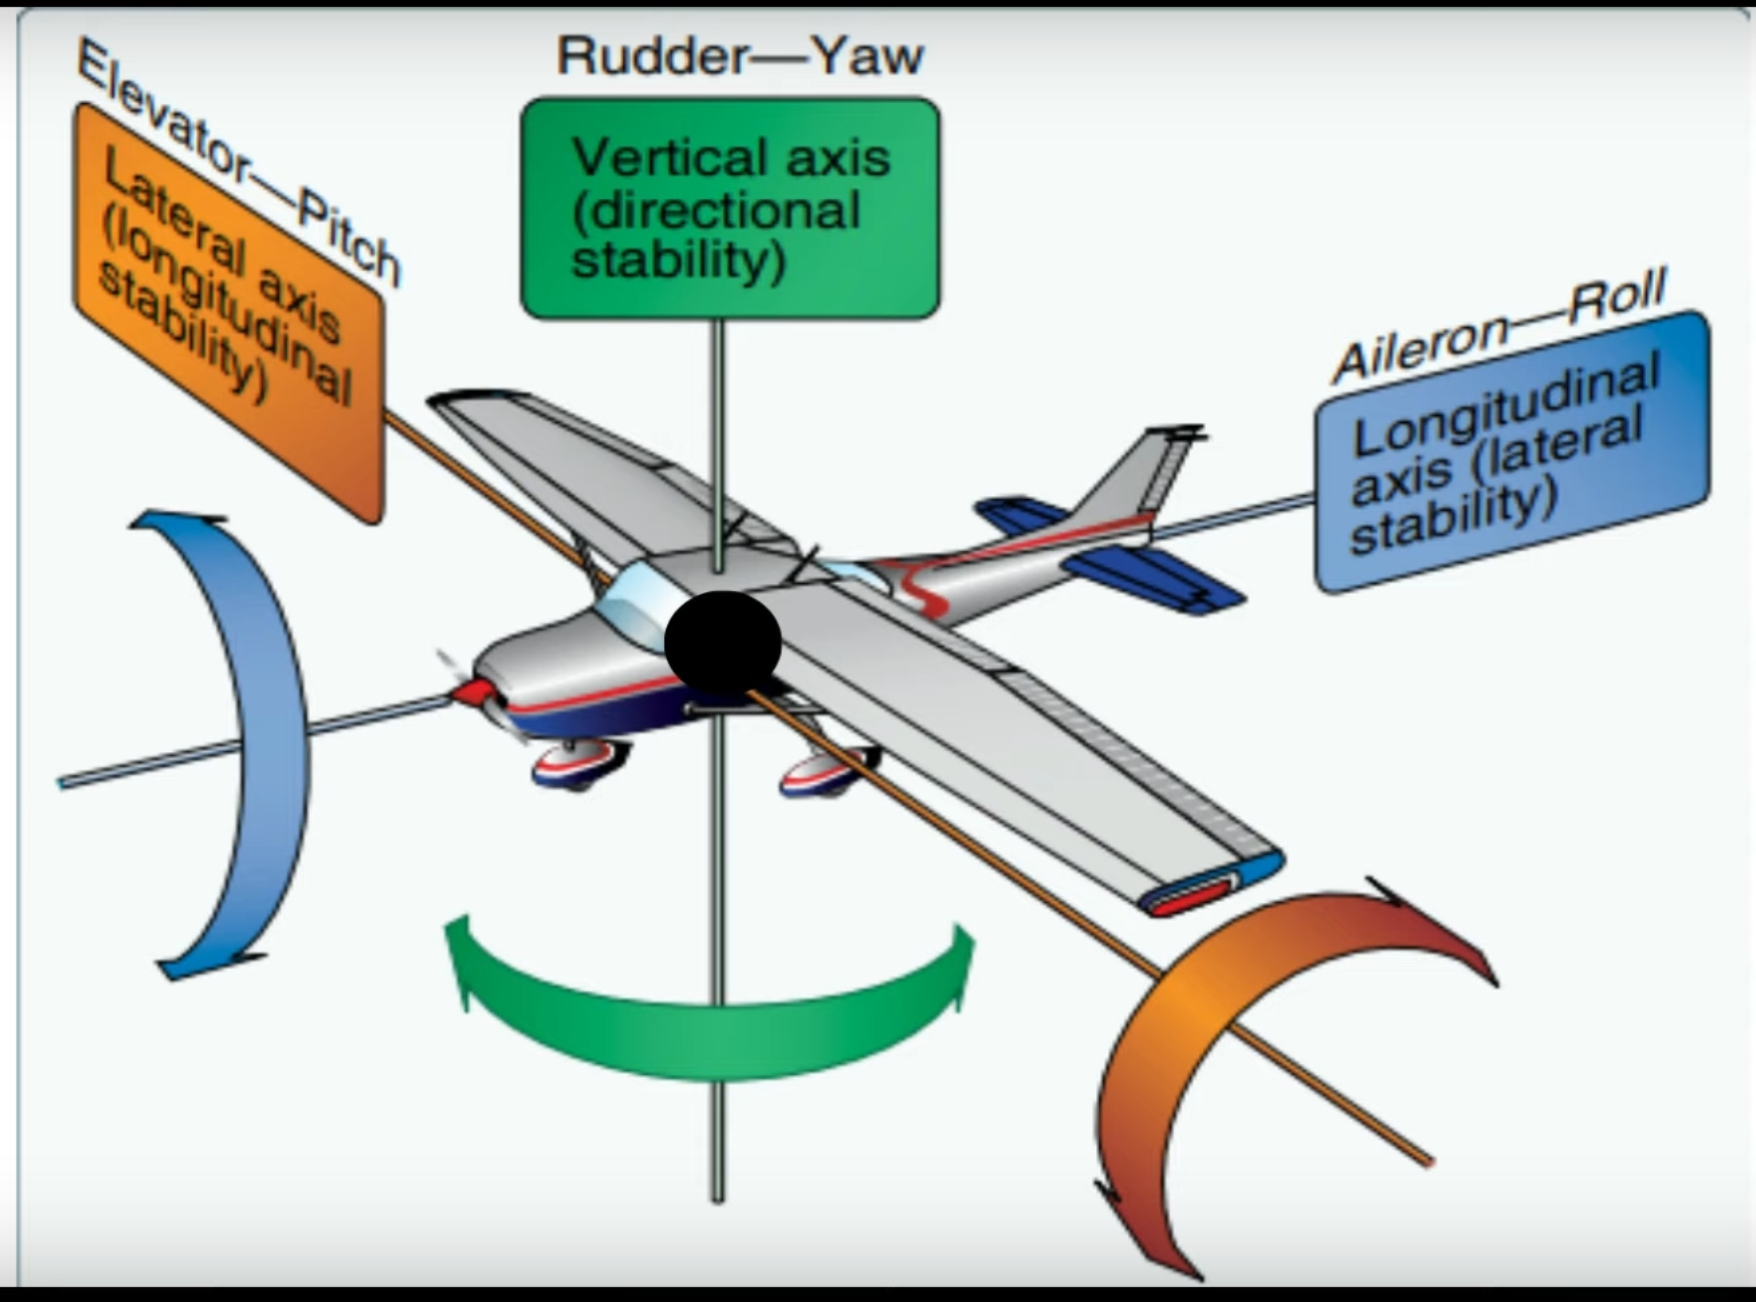 Elevator—Pitch
Lateral axis
(longitudinal
stability)
Rudder—Yaw
Vertical axis
(directional
stability)
Aileron—Roll
Longitudinal
axis (lateral
stability)